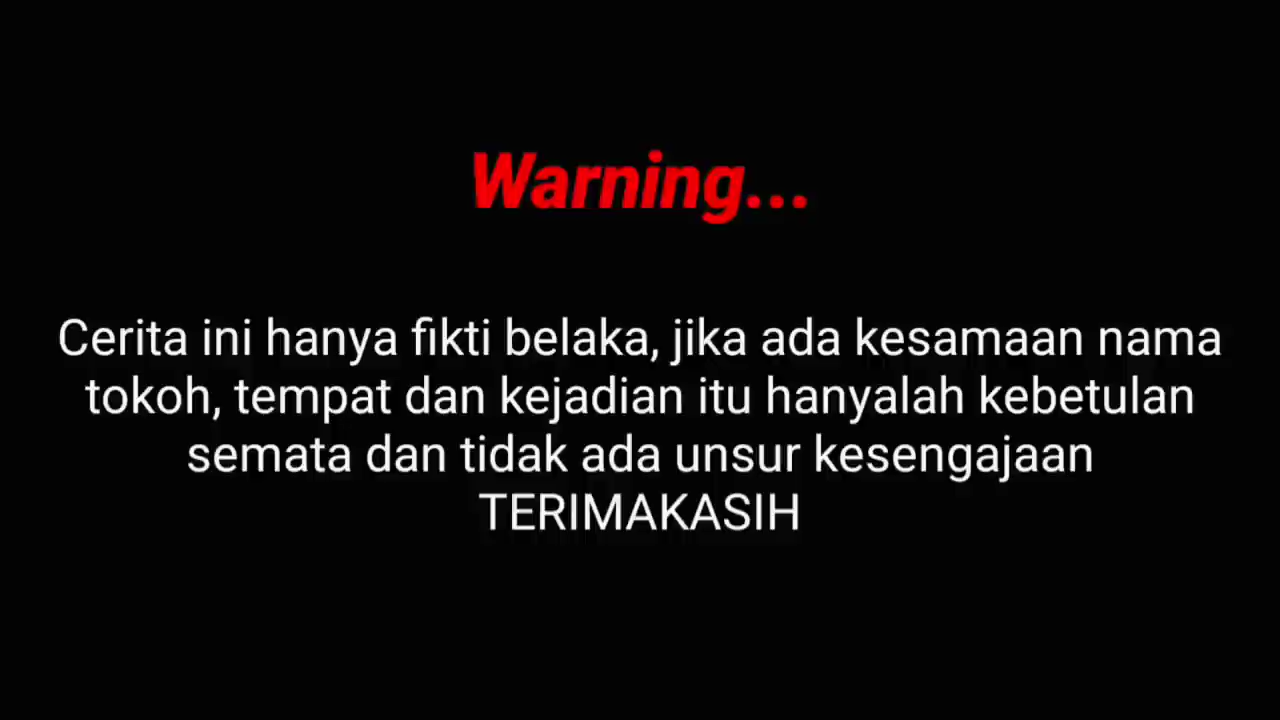 Warning...
Cerita ini hanya fikti belaka, jika ada kesamaan nama
tokoh, tempat dan kejadian itu hanyalah kebetulan
semata dan tidak ada unsur kesengajaan
TERIMAKASIH